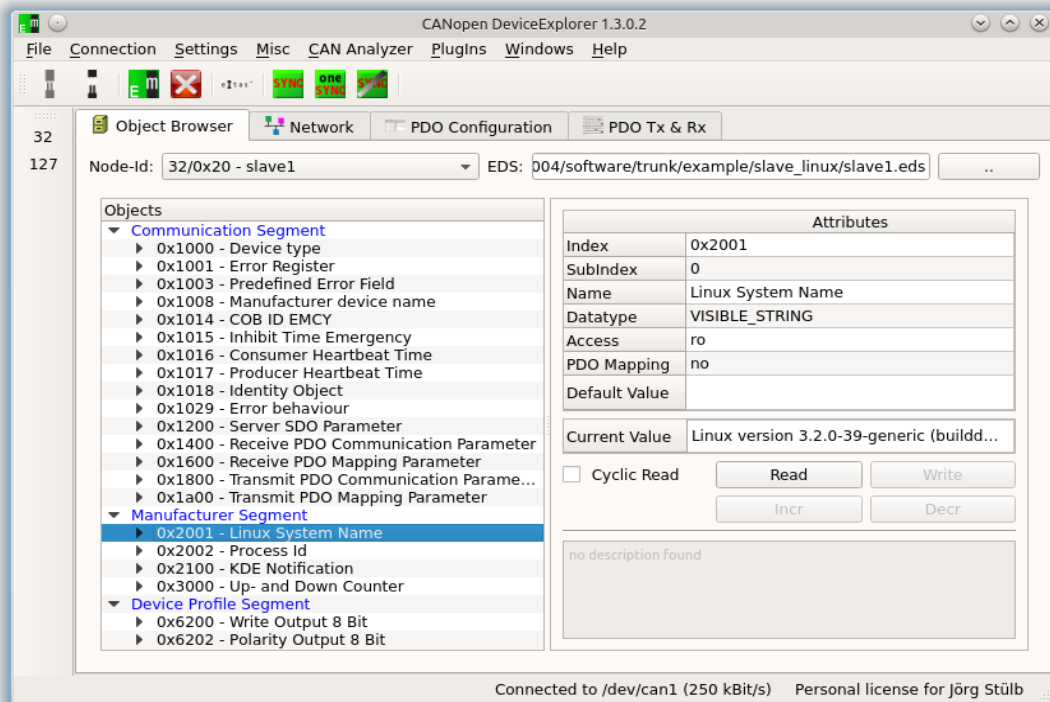 CANopen DeviceExplorer 1.3.0.2
File Connection Settings Misc CAN Analyzer PlugIns Windows Help
E m SYNC one SYNC SYNC
32
127
Object Browser Network PDO Configuration PDO Tx & Rx
Node-Id: 32/0x20 - slave1 EDS: 004/software/trunk/example/slave_linux/slave1.eds ..
Objects
Communication Segment
0x1000 - Device type
0x1001 - Error Register
0x1003 - Predefined Error Field
0x1008 - Manufacturer device name
0x1014 - COB ID EMCY
0x1015 - Inhibit Time Emergency
0x1016 - Consumer Heartbeat Time
0x1017 - Producer Heartbeat Time
0x1018 - Identity Object
0x1029 - Error behaviour
0x1200 - Server SDO Parameter
0x1400 - Receive PDO Communication Parameter
0x1600 - Receive PDO Mapping Parameter
0x1800 - Transmit PDO Communication Parame...
0x1a00 - Transmit PDO Mapping Parameter
Manufacturer Segment
0x2001 - Linux System Name
0x2002 - Process Id
0x2100 - KDE Notification
0x3000 - Up- and Down Counter
Device Profile Segment
0x6200 - Write Output 8 Bit
0x6202 - Polarity Output 8 Bit
Attributes
Index 0x2001
SubIndex 0
Name Linux System Name
Datatype VISIBLE_STRING
Access ro
PDO Mapping no
Default Value
Current Value Linux version 3.2.0-39-generic (buildd...
Cyclic Read Read Write
Incr Decr
no description found
Connected to /dev/can1 (250 kBit/s) Personal license for Jörg Stülb